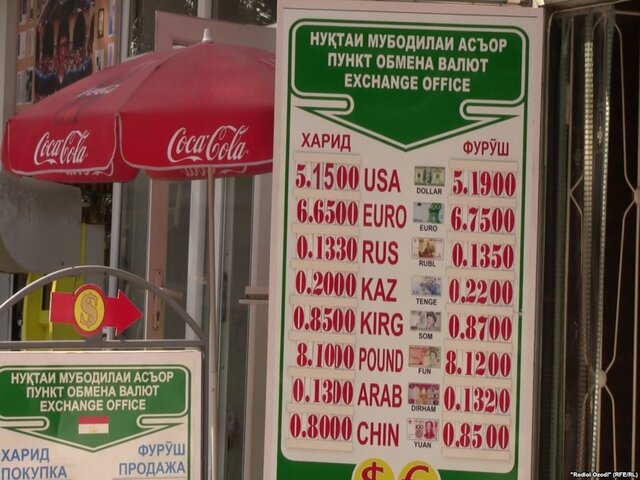 НУҚТАИ МУБОДИЛАИ АСЪОР
ПУНКТ ОБМЕНА ВАЛЮТ
EXCHANGE OFFICE
ХАРИД ФУРӮШ
5.1500 USA DOLLAR 5.1900
6.6500 EURO EURO 6.7500
0.1330 RUS RUBL 0.1350
0.2000 KAZ TENGE 0.2200
0.8500 KIRG SOM 0.8700
8.1000 POUND FUN 8.1200
0.1300 ARAB DIRHAM 0.1320
0.8000 CHIN YUAN 0.8500
$ €
Coca-Cola Coca-Cola
$
НУҚТАИ МУБОДИЛАИ АСЪОР
ПУНКТ ОБМЕНА ВАЛЮТ
EXCHANGE OFFICE
ХАРИД ФУРӮШ
ПОКУПКА ПРОДАЖА
"Radioi Ozodi" (RFE/RL)